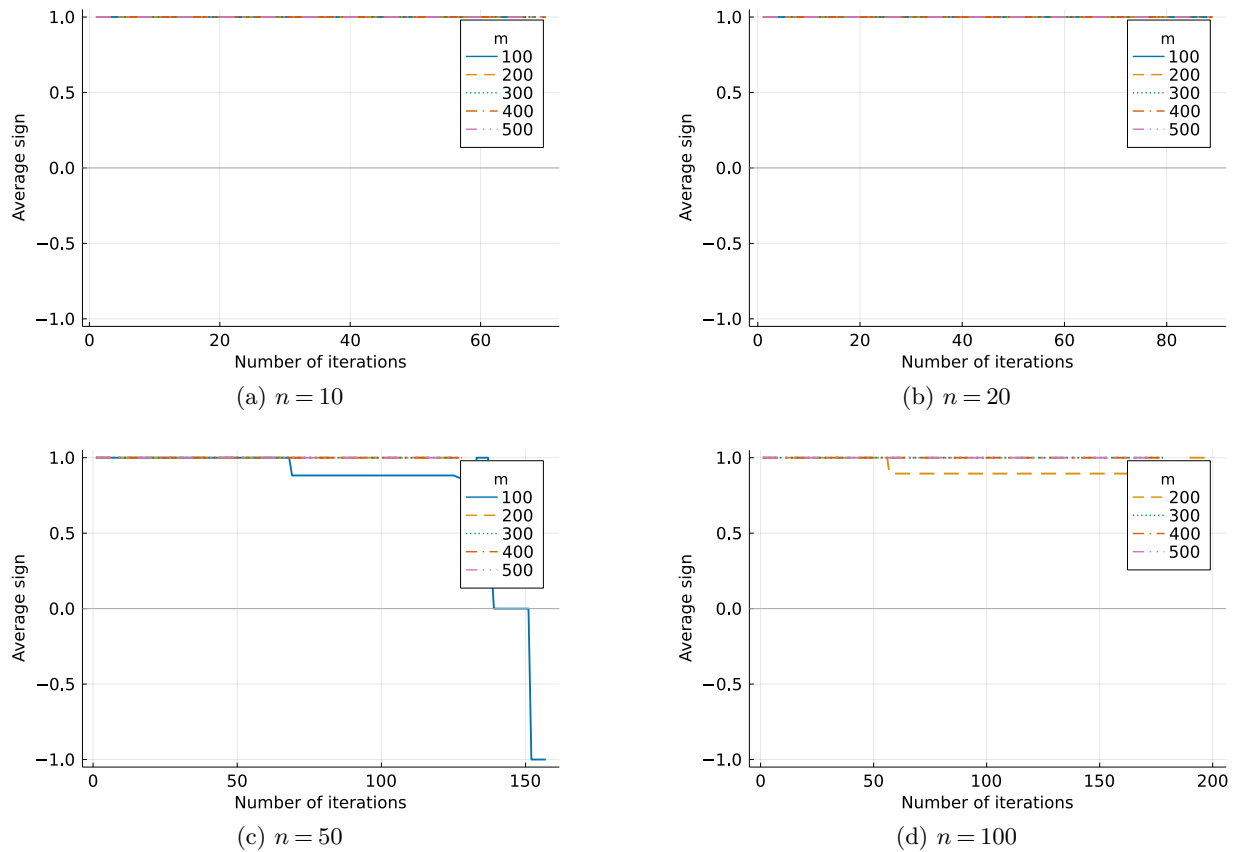 1.0
0.5
0.0
−0.5
−1.0
Average sign
0 20 40 60
Number of iterations
m
100
200
300
400
500
(a) n = 10
1.0
0.5
0.0
−0.5
−1.0
Average sign
0 20 40 60 80
Number of iterations
m
100
200
300
400
500
(b) n = 20
1.0
0.5
0.0
−0.5
−1.0
Average sign
0 50 100 150
Number of iterations
m
100
200
300
400
500
(c) n = 50
1.0
0.5
0.0
−0.5
−1.0
Average sign
0 50 100 150 200
Number of iterations
m
200
300
400
500
(d) n = 100